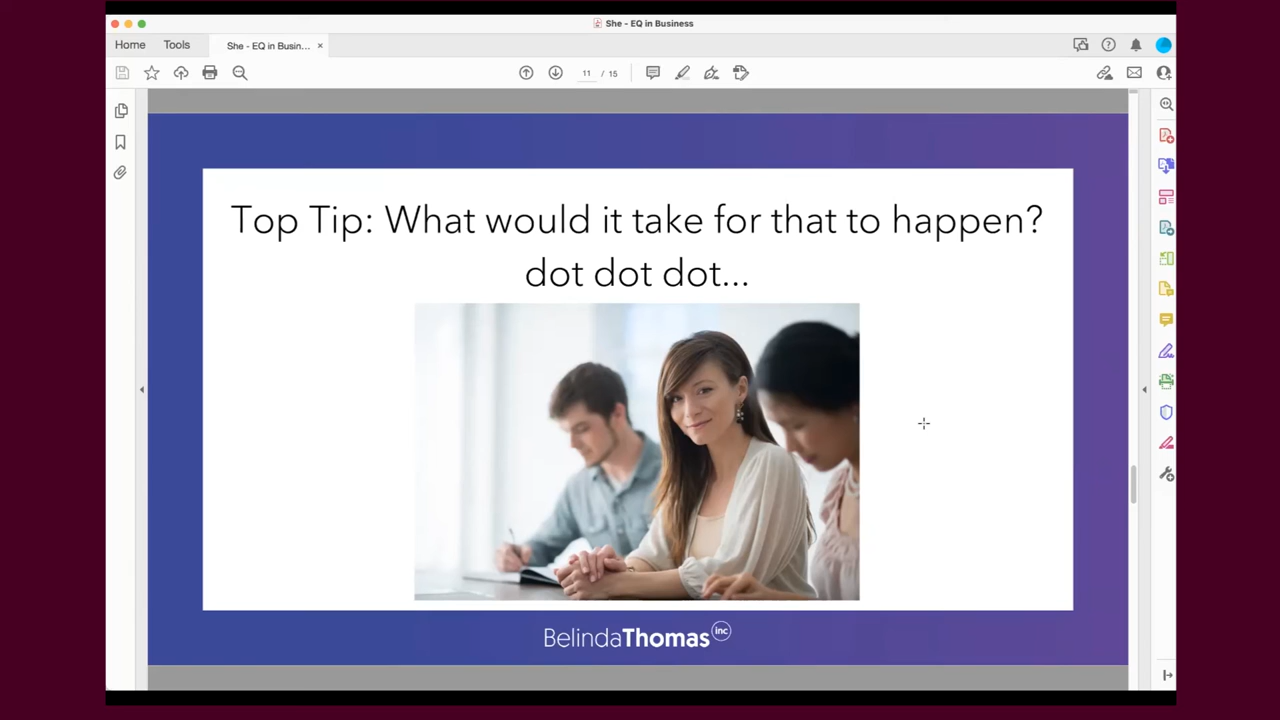 She - EQ in Business
Home
Tools
She - EQ in Busin...
11 / 15
Top Tip: What would it take for that to happen?
dot dot dot...
BelindaThomas inc